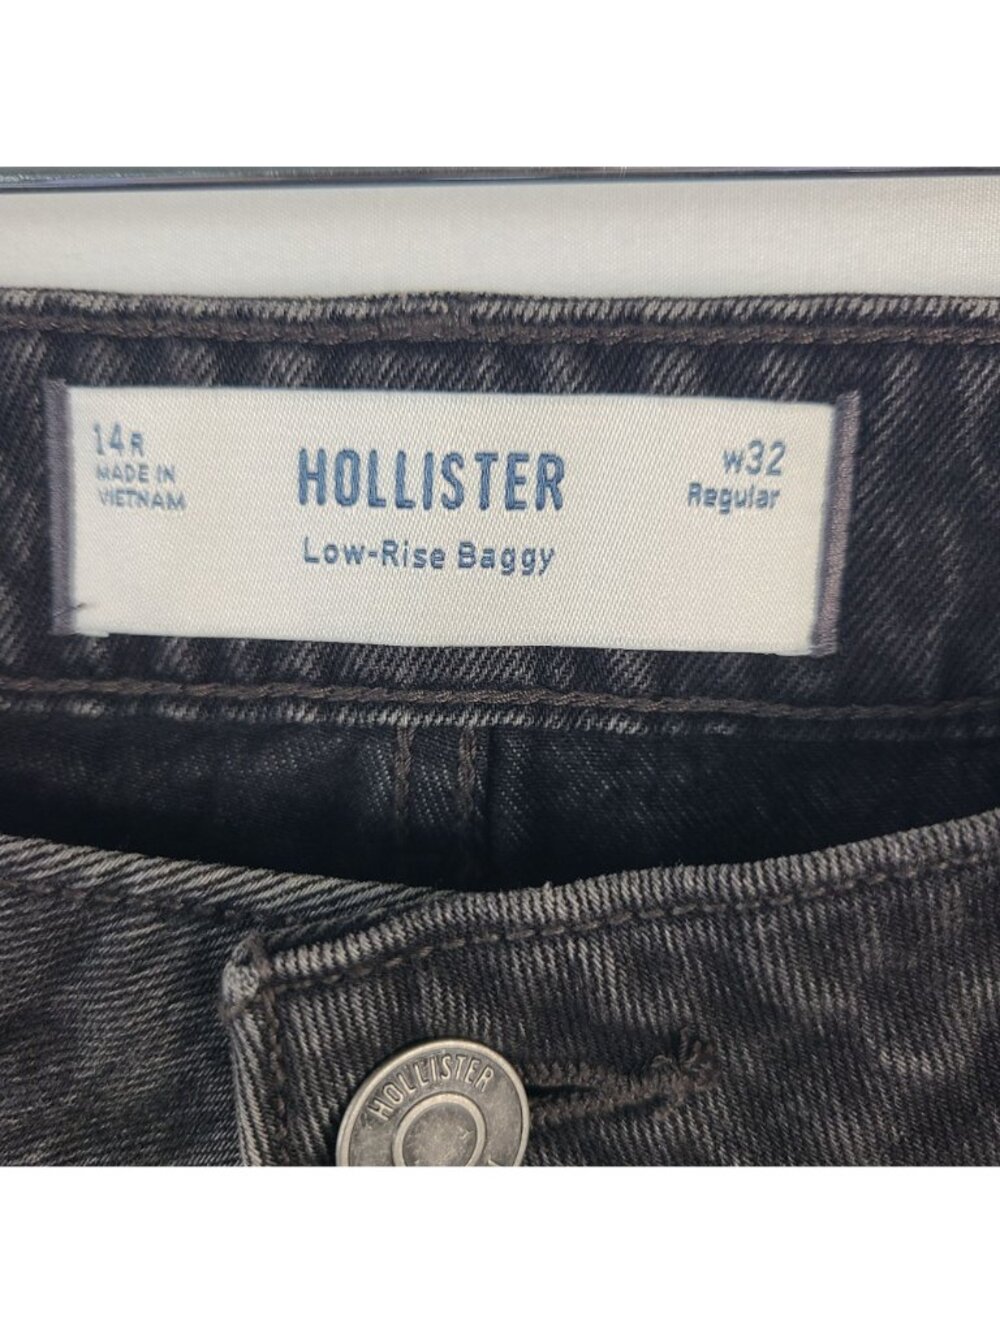 14R
MADE IN
VIETNAM
HOLLISTER
Low-Rise Baggy
W32
Regular
HOLLISTER